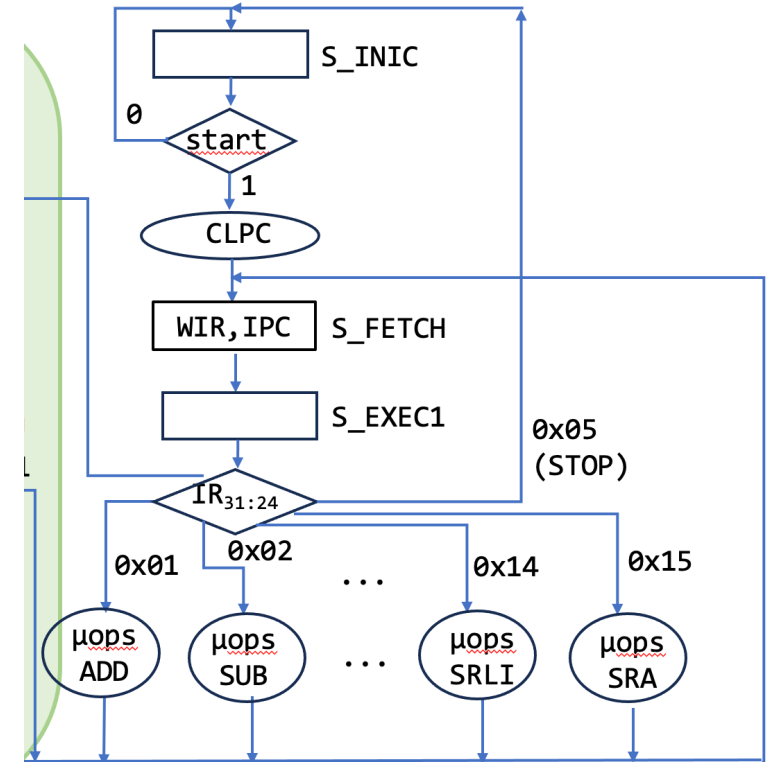 S_INIC
0
start
1
CLPC
WIR,IPC
S_FETCH
S_EXEC1
0x05
(STOP)
IR31:24
0x01
0x02
...
0x14
0x15
μops
ADD
μops
SUB
...
μops
SRLI
μops
SRA